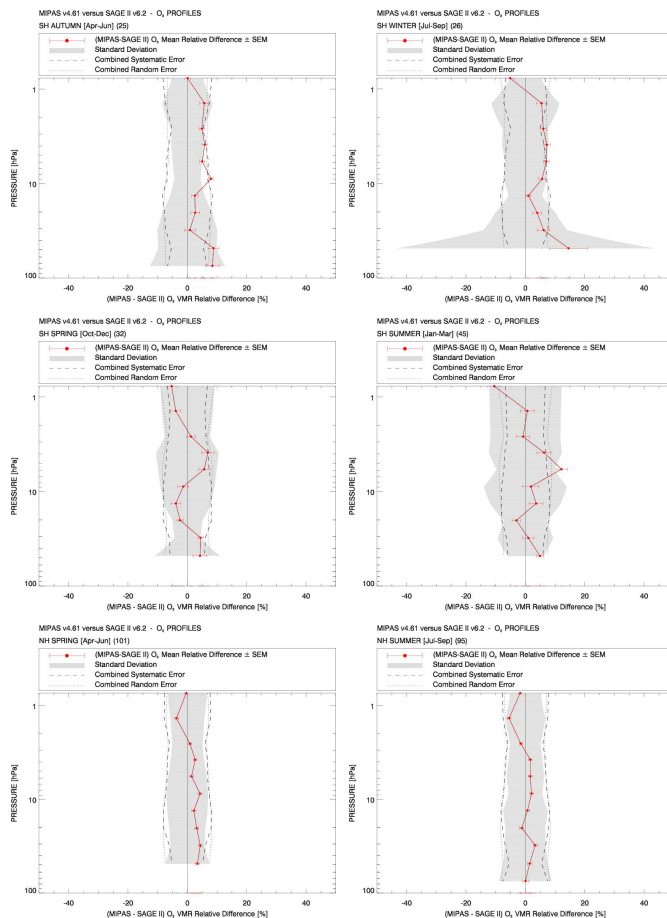 MIPAS v4.61 versus SAGE II v6.2 - O₃ PROFILES
SH AUTUMN [Apr-Jun] (25)
(MIPAS-SAGE II) O₃ Mean Relative Difference ± SEM
Standard Deviation
Combined Systematic Error
Combined Random Error
PRESSURE [hPa]
1
10
100
-40 -20 0 20 40
(MIPAS - SAGE II) O₃ VMR Relative Difference [%]
MIPAS v4.61 versus SAGE II v6.2 - O₃ PROFILES
SH WINTER [Jul-Sep] (26)
(MIPAS-SAGE II) O₃ Mean Relative Difference ± SEM
Standard Deviation
Combined Systematic Error
Combined Random Error
PRESSURE [hPa]
1
10
100
-40 -20 0 20 40
(MIPAS - SAGE II) O₃ VMR Relative Difference [%]
MIPAS v4.61 versus SAGE II v6.2 - O₃ PROFILES
SH SPRING [Oct-Dec] (32)
(MIPAS-SAGE II) O₃ Mean Relative Difference ± SEM
Standard Deviation
Combined Systematic Error
Combined Random Error
PRESSURE [hPa]
1
10
100
-40 -20 0 20 40
(MIPAS - SAGE II) O₃ VMR Relative Difference [%]
MIPAS v4.61 versus SAGE II v6.2 - O₃ PROFILES
SH SUMMER [Jan-Mar] (45)
(MIPAS-SAGE II) O₃ Mean Relative Difference ± SEM
Standard Deviation
Combined Systematic Error
Combined Random Error
PRESSURE [hPa]
1
10
100
-40 -20 0 20 40
(MIPAS - SAGE II) O₃ VMR Relative Difference [%]
MIPAS v4.61 versus SAGE II v6.2 - O₃ PROFILES
NH SPRING [Apr-Jun] (101)
(MIPAS-SAGE II) O₃ Mean Relative Difference ± SEM
Standard Deviation
Combined Systematic Error
Combined Random Error
PRESSURE [hPa]
1
10
100
-40 -20 0 20 40
(MIPAS - SAGE II) O₃ VMR Relative Difference [%]
MIPAS v4.61 versus SAGE II v6.2 - O₃ PROFILES
NH SUMMER [Jul-Sep] (95)
(MIPAS-SAGE II) O₃ Mean Relative Difference ± SEM
Standard Deviation
Combined Systematic Error
Combined Random Error
PRESSURE [hPa]
1
10
100
-40 -20 0 20 40
(MIPAS - SAGE II) O₃ VMR Relative Difference [%]